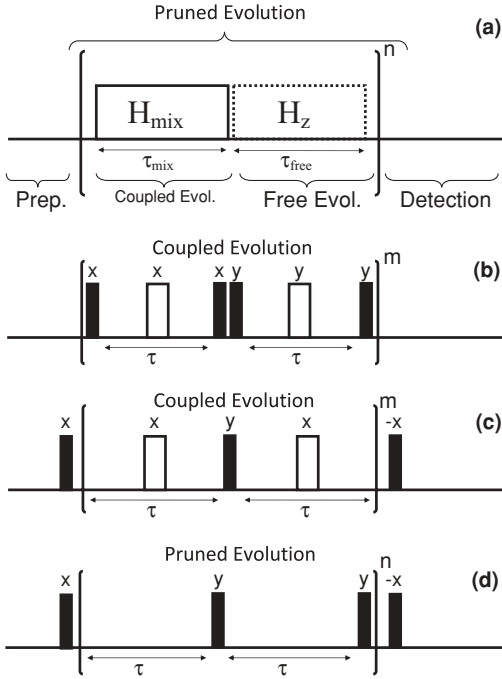 Pruned Evolution
(a)
n
H_mix H_z
τ_mix τ_free
Prep. Coupled Evol. Free Evol. Detection
Coupled Evolution
m
(b)
x x x y y y
τ τ
Coupled Evolution
m
(c)
x x y x -x
τ τ
Pruned Evolution
n
(d)
x y y -x
τ τ